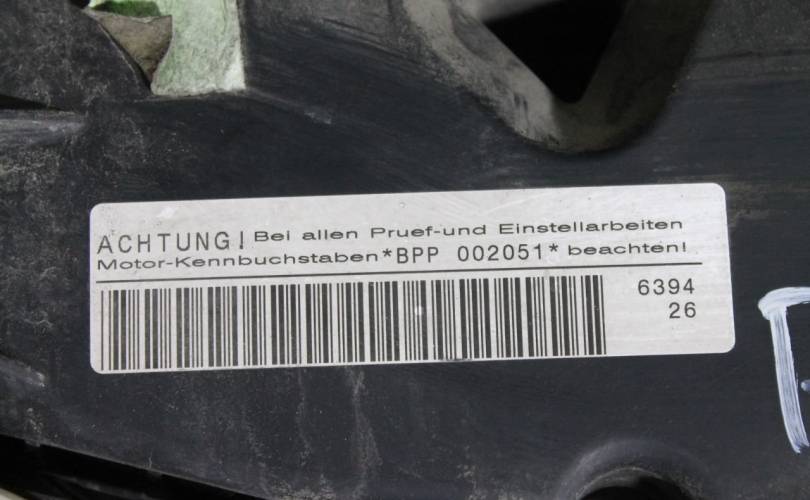 ACHTUNG! Bei allen Pruef-und Einstellarbeiten
Motor-Kennbuchstaben*BPP 002051* beachten!
6394
26